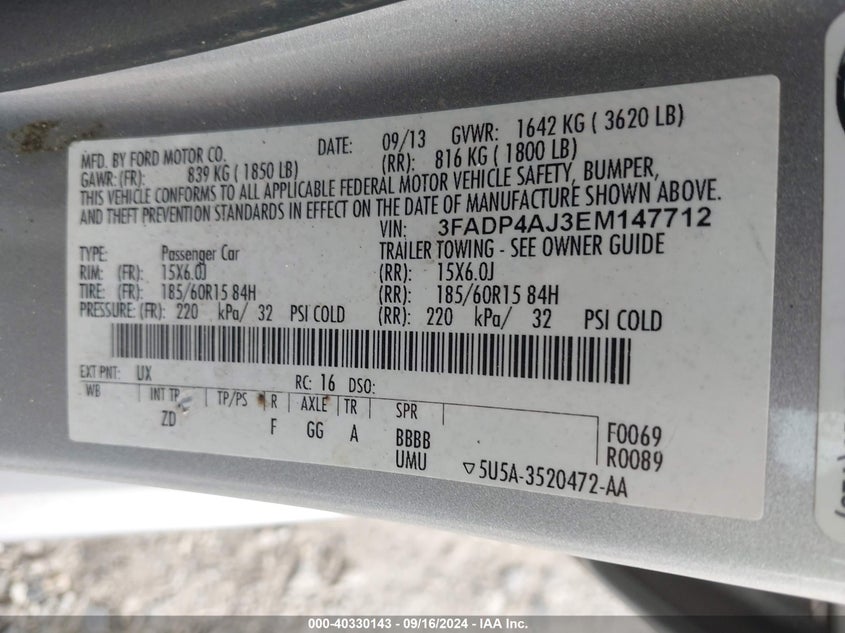 MFD. BY FORD MOTOR CO. DATE: 09/13 GVWR: 1642 KG ( 3620 LB)
GAWR: (FR): 839 KG ( 1850 LB) (RR): 816 KG ( 1800 LB)
THIS VEHICLE CONFORMS TO ALL APPLICABLE FEDERAL MOTOR VEHICLE SAFETY, BUMPER,
AND THEFT PREVENTION STANDARDS IN EFFECT ON THE DATE OF MANUFACTURE SHOWN ABOVE.
VIN: 3FADP4AJ3EM147712
TYPE: Passenger Car TRAILER TOWING - SEE OWNER GUIDE
RIM: (FR): 15X6.0J (RR): 15X6.0J
TIRE: (FR): 185/60R15 84H (RR): 185/60R15 84H
PRESSURE: (FR): 220 kPa/ 32 PSI COLD (RR): 220 kPa/ 32 PSI COLD
EXT PNT: UX RC: 16 DSO:
WB INT TR TP/PS R AXLE TR SPR
ZD F GG A BBBB F0069
UMU R0089
▽5U5A-3520472-AA
000-40330143 - 09/16/2024 - IAA Inc.